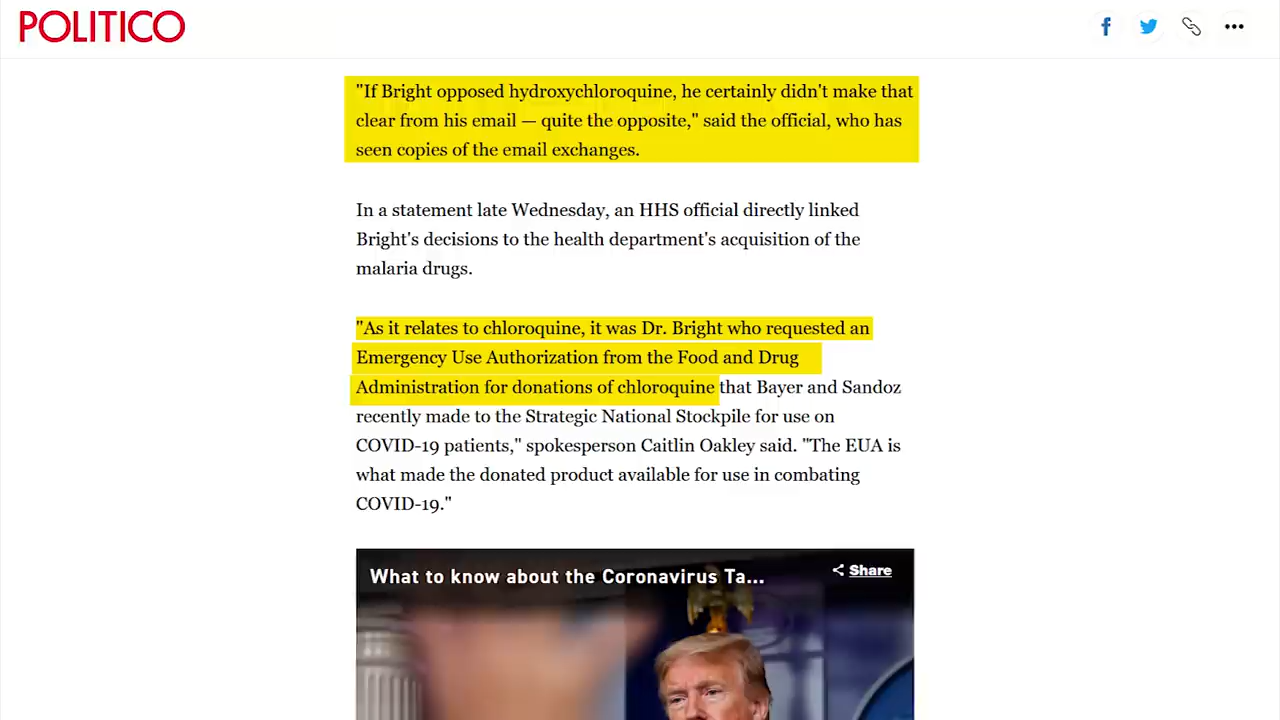 POLITICO
"If Bright opposed hydroxychloroquine, he certainly didn't make that
clear from his email — quite the opposite," said the official, who has
seen copies of the email exchanges.
In a statement late Wednesday, an HHS official directly linked
Bright's decisions to the health department's acquisition of the
malaria drugs.
"As it relates to chloroquine, it was Dr. Bright who requested an
Emergency Use Authorization from the Food and Drug
Administration for donations of chloroquine that Bayer and Sandoz
recently made to the Strategic National Stockpile for use on
COVID-19 patients," spokesperson Caitlin Oakley said. "The EUA is
what made the donated product available for use in combating
COVID-19."
What to know about the Coronavirus Ta...
Share